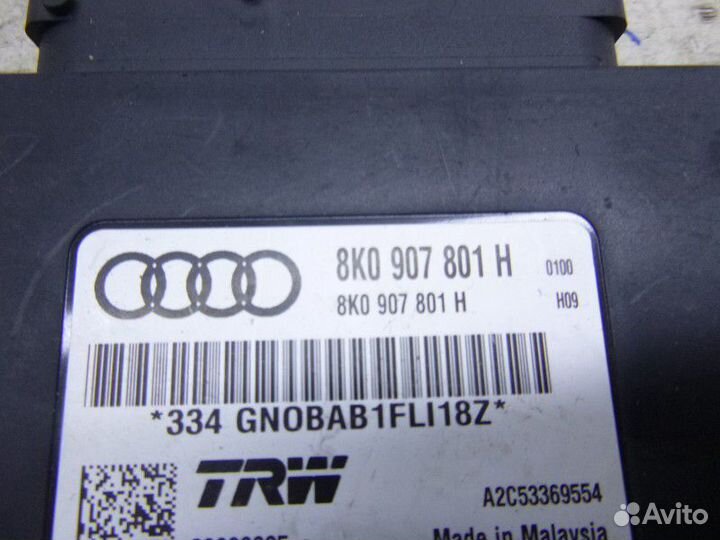 8K0 907 801 H 0100
8K0 907 801 H H09
*334 GNOBAB1FLI18Z*
TRW
A2C53369554
Made in Malaysia
Avito